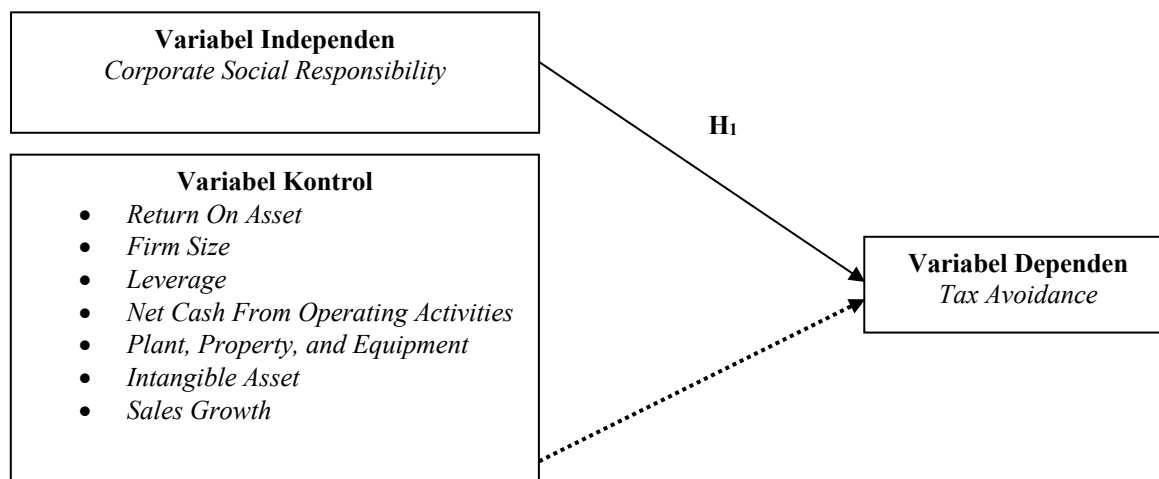 Variabel Independen
Corporate Social Responsibility
H₁
Variabel Kontrol
• Return On Asset
• Firm Size
• Leverage
• Net Cash From Operating Activities
• Plant, Property, and Equipment
• Intangible Asset
• Sales Growth
Variabel Dependen
Tax Avoidance